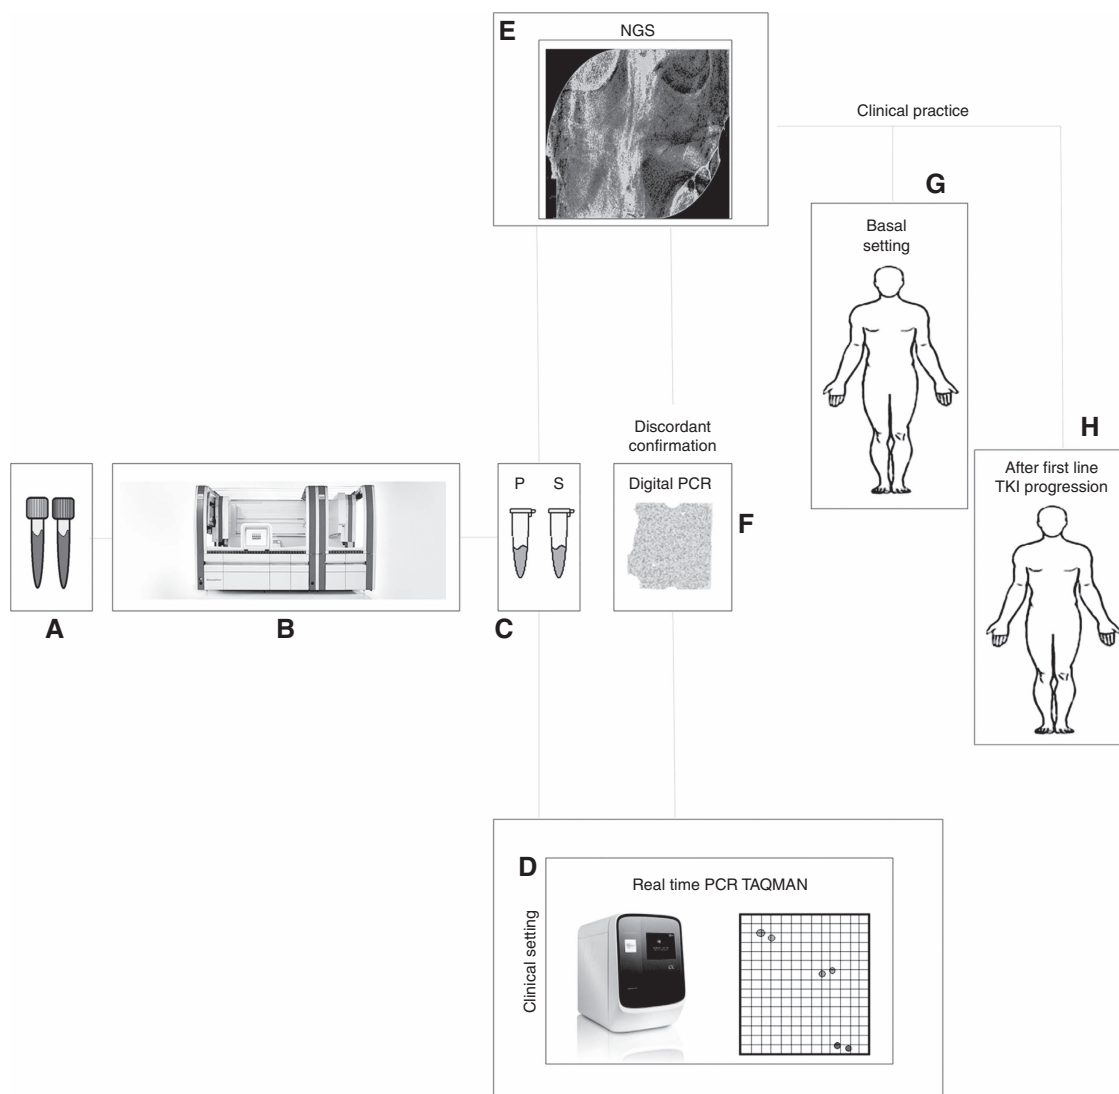 E
NGS
Clinical practice
G
Basal
setting
H
After first line
TKI progression
Discordant
confirmation
P S
Digital PCR
F
A
B
C
D
Real time PCR TAQMAN
Clinical setting